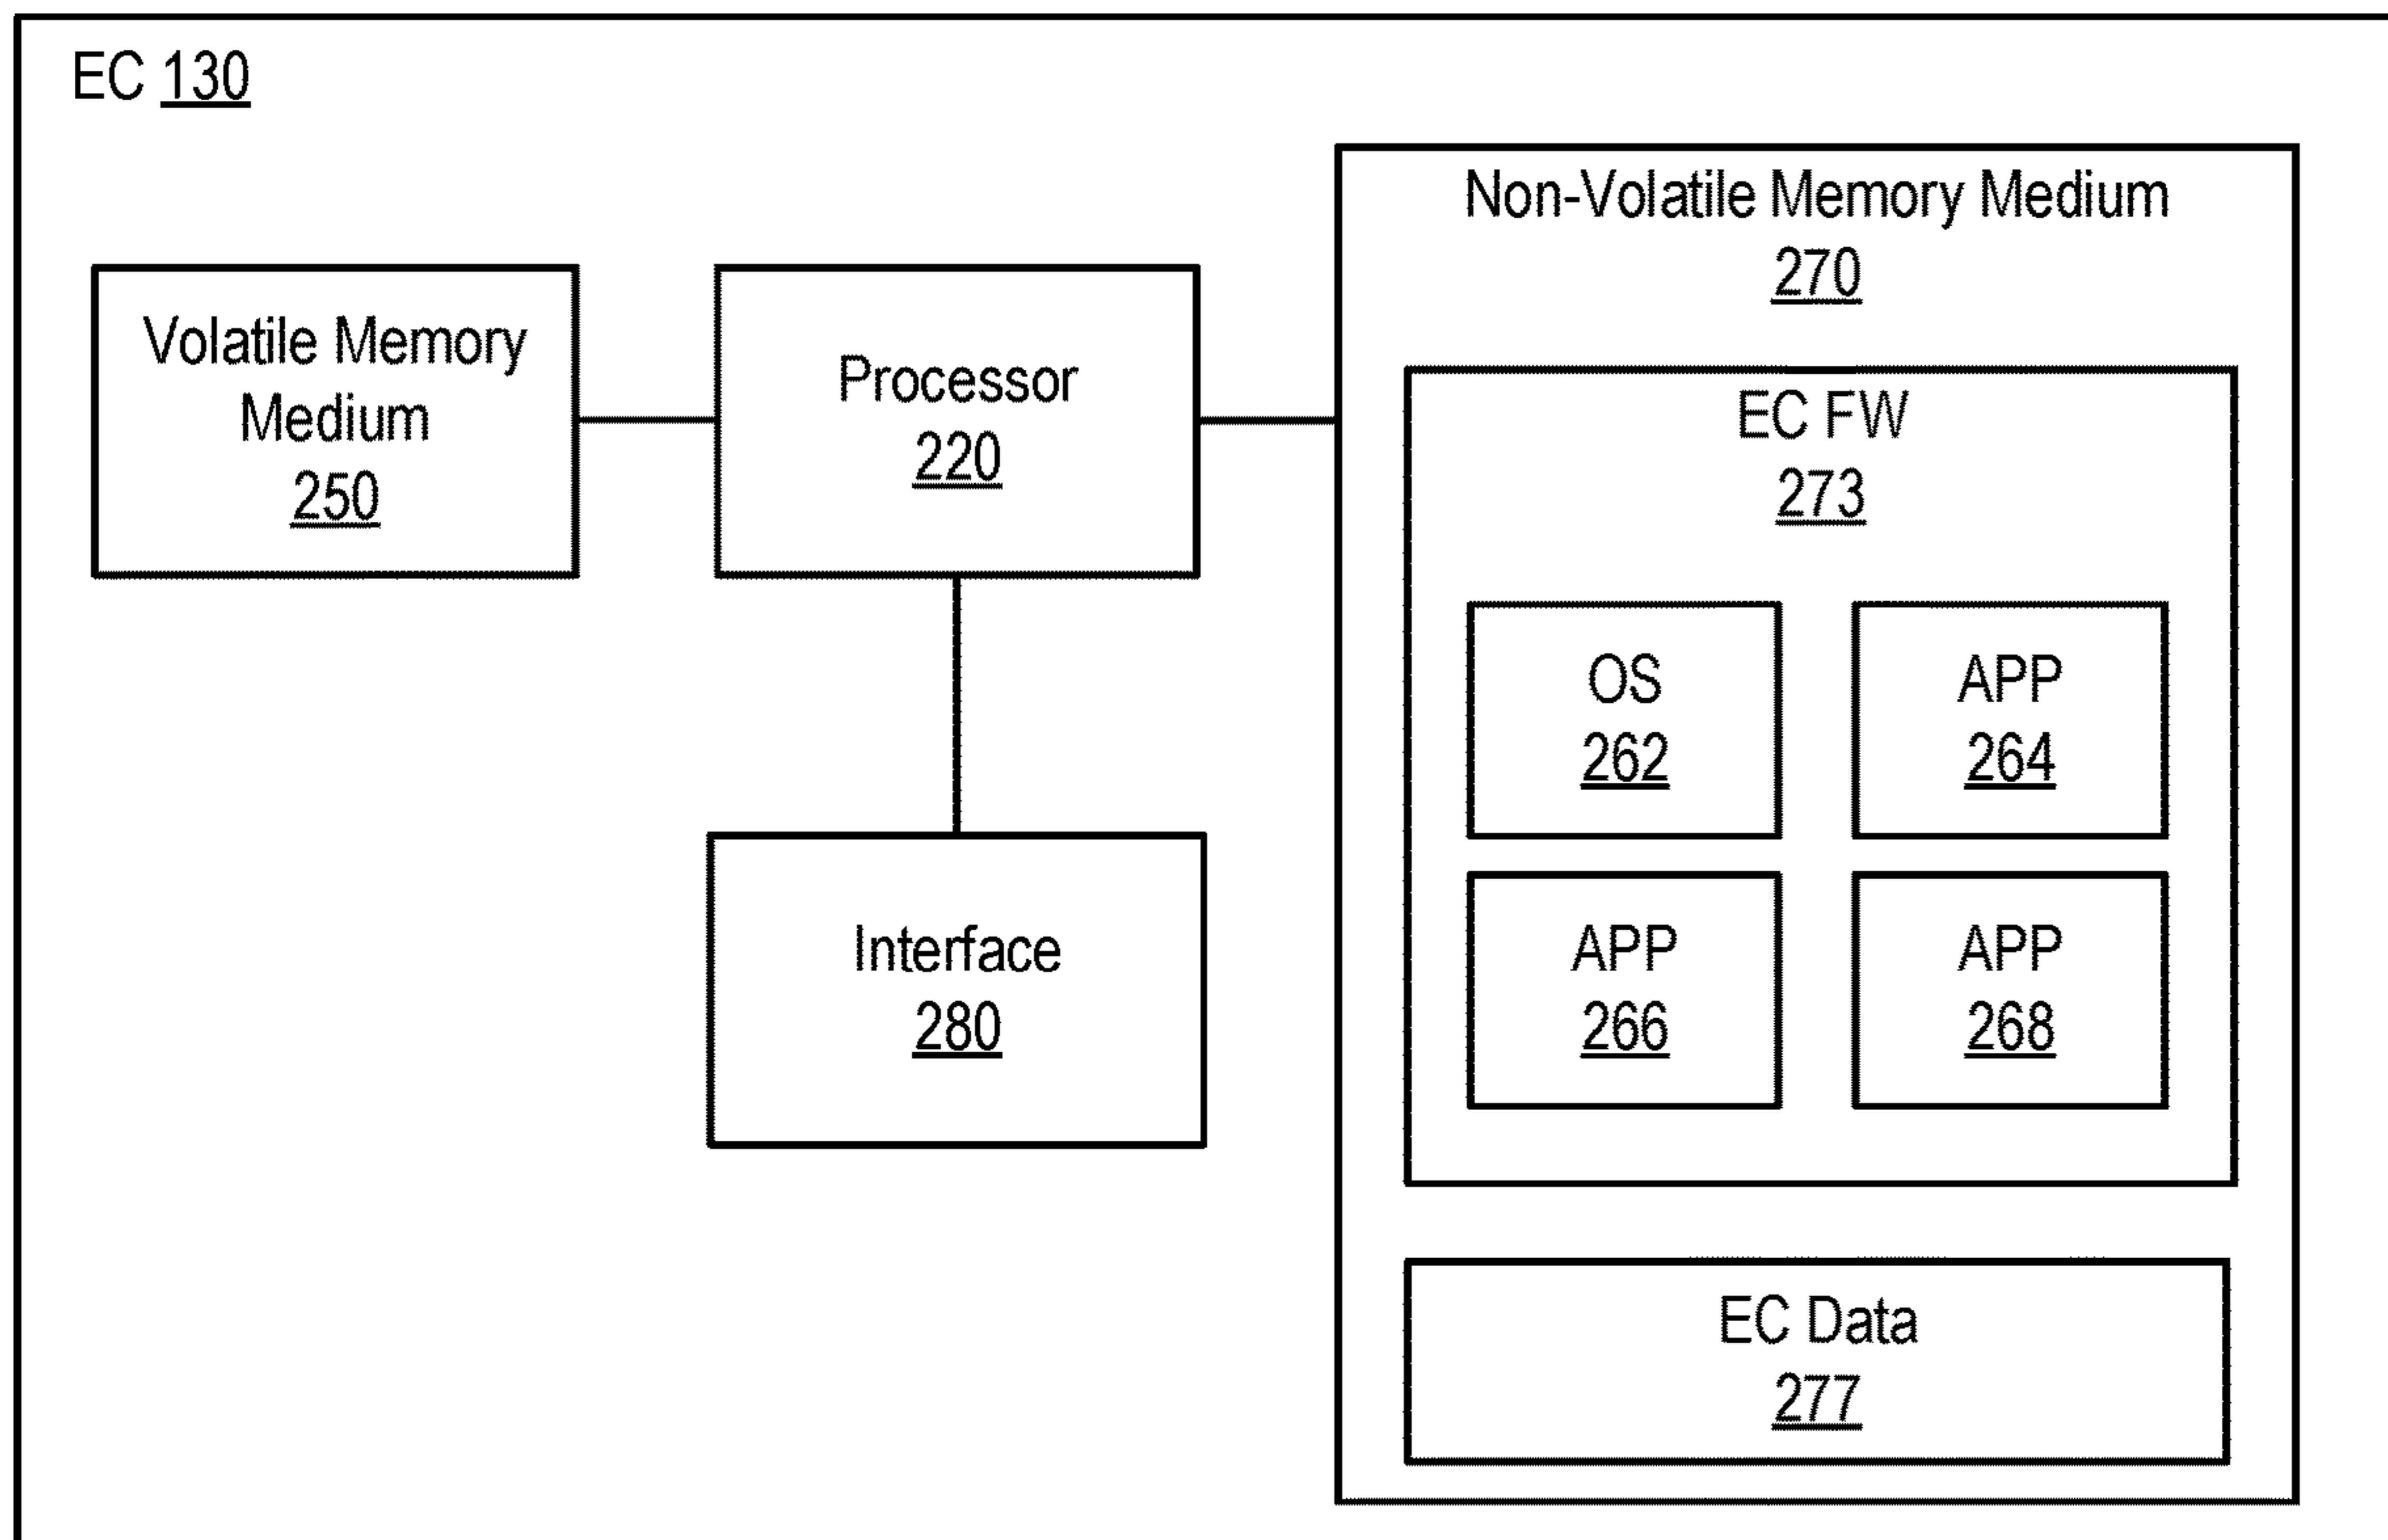 EC 130
Volatile Memory
Medium
250
Processor
220
Interface
280
Non-Volatile Memory Medium
270
EC FW
273
OS
262
APP
264
APP
266
APP
268
EC Data
277